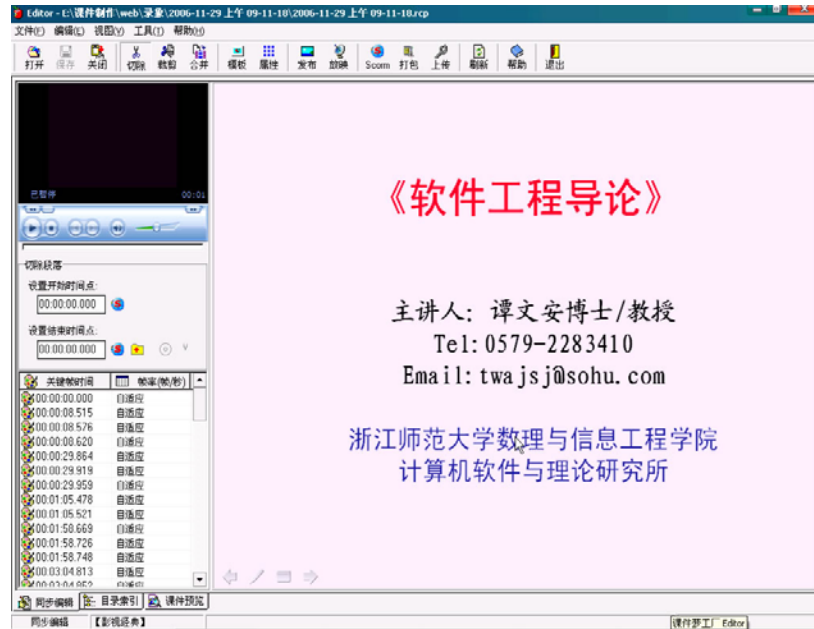 Editor - E:\课件制作\web\录象\2006-11-29 上午 09-11-18\2006-11-29 上午 09-11-18.rcp
文件(F) 编辑(E) 视图(V) 工具(T) 帮助(H)
打开 保存 关闭 切除 裁剪 合并 模板 属性 发布 放映 Scorm 打包 上传 刷新 帮助 退出
已暂停 00:01
切除段落
设置开始时间点:
00:00:00.000
设置结束时间点:
00:00:00.000
关键帧时间 帧率(帧/秒)
00:00:00.000 自适应
00:00:08.515 自适应
00:00:08.576 自适应
00:00:08.620 自适应
00:00:29.864 自适应
00:00:29.919 自适应
00:00:29.959 自适应
00:01:05.478 自适应
00:01:05.521 自适应
00:01:58.669 自适应
00:01:58.726 自适应
00:01:58.748 自适应
00:03:04.813 自适应
00:03:04.952 自适应
《软件工程导论》
主讲人: 谭文安博士/教授
Tel:0579-2283410
Email:twajsj@sohu.com
浙江师范大学数理与信息工程学院
计算机软件与理论研究所
同步编辑 目录索引 课件预览
同步编辑 【影视经典】 课件梦工厂 Editor